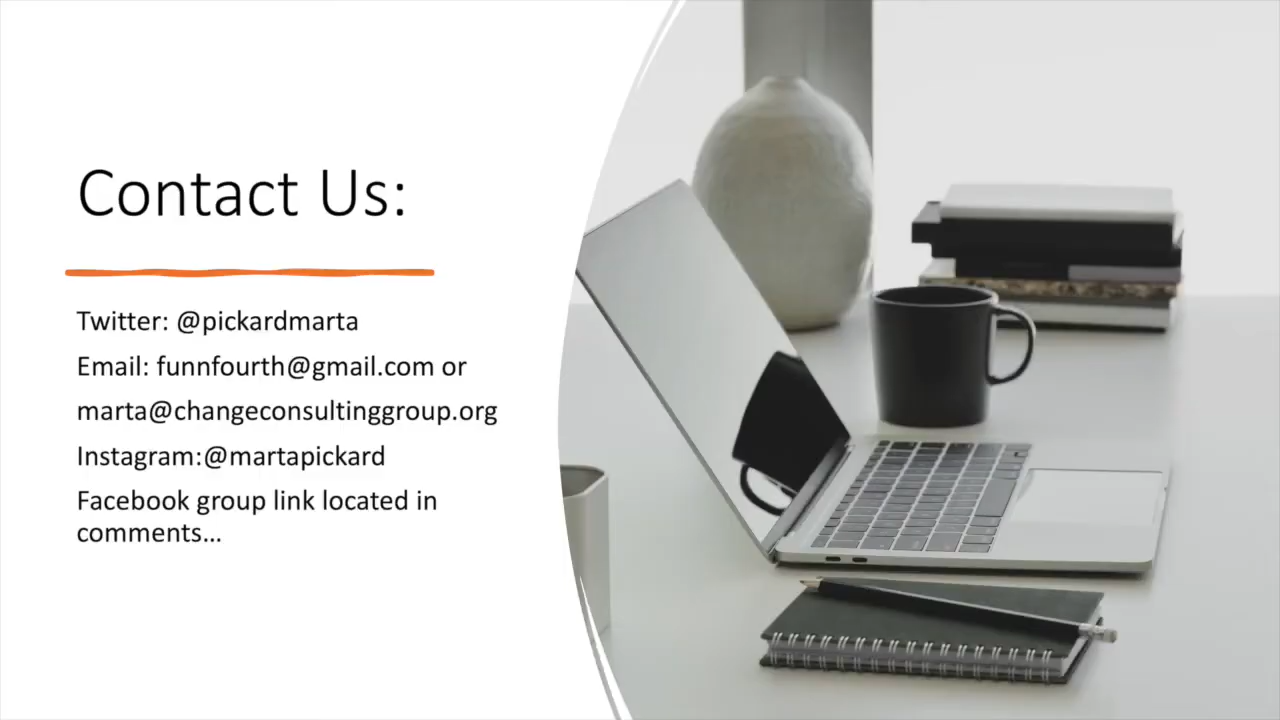 Contact Us:
Twitter: @pickardmarta
Email: funnfourth@gmail.com or
marta@changeconsultinggroup.org
Instagram:@martapickard
Facebook group link located in
comments…